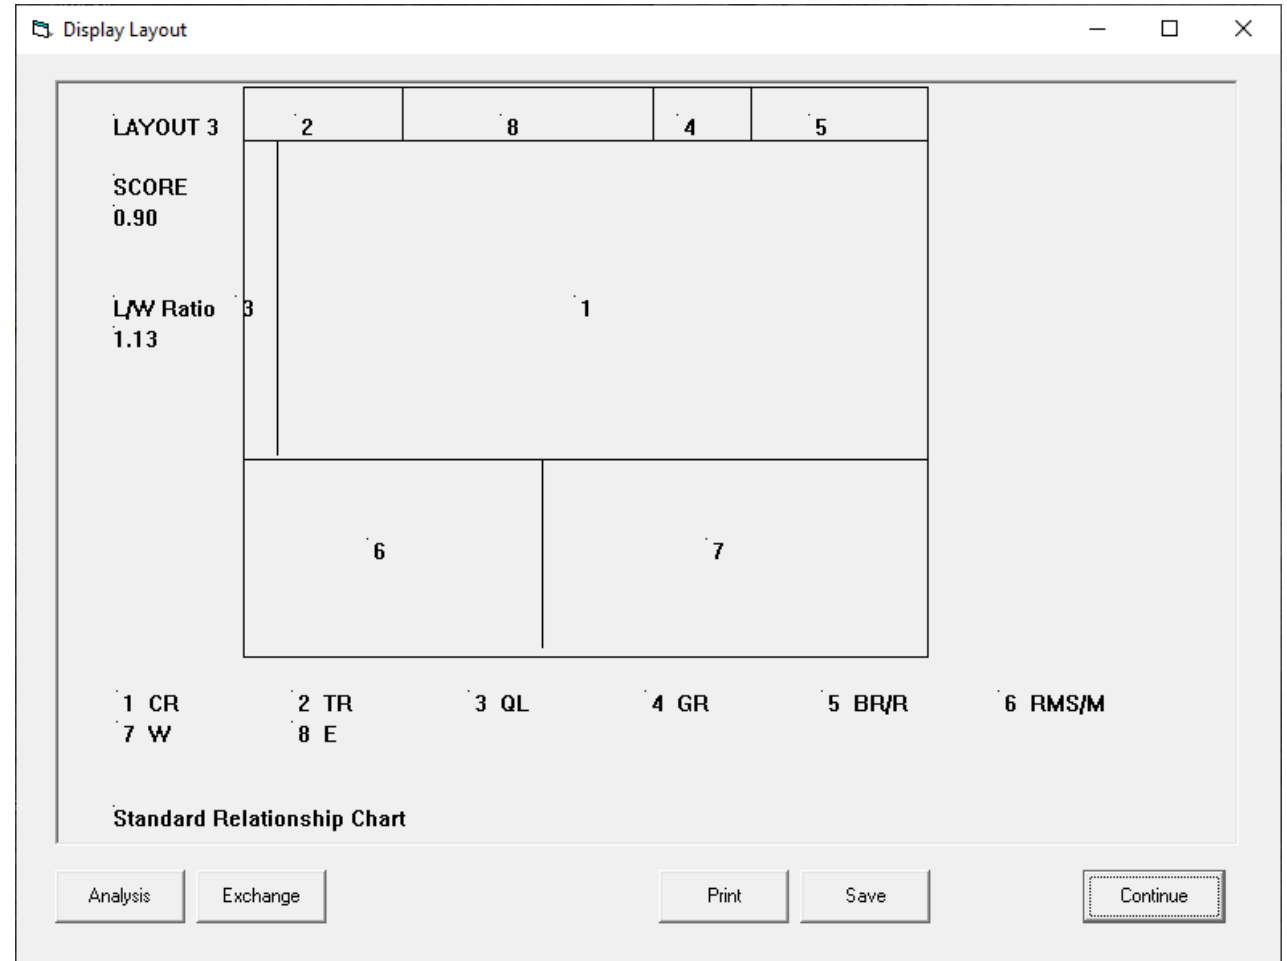 Display Layout
LAYOUT 3
2 8 4 5
SCORE
0.90
L/W Ratio 3 1
1.13
6 7
1 CR 2 TR 3 QL 4 GR 5 BR/R 6 RMS/M
7 W 8 E
Standard Relationship Chart
Analysis Exchange Print Save Continue